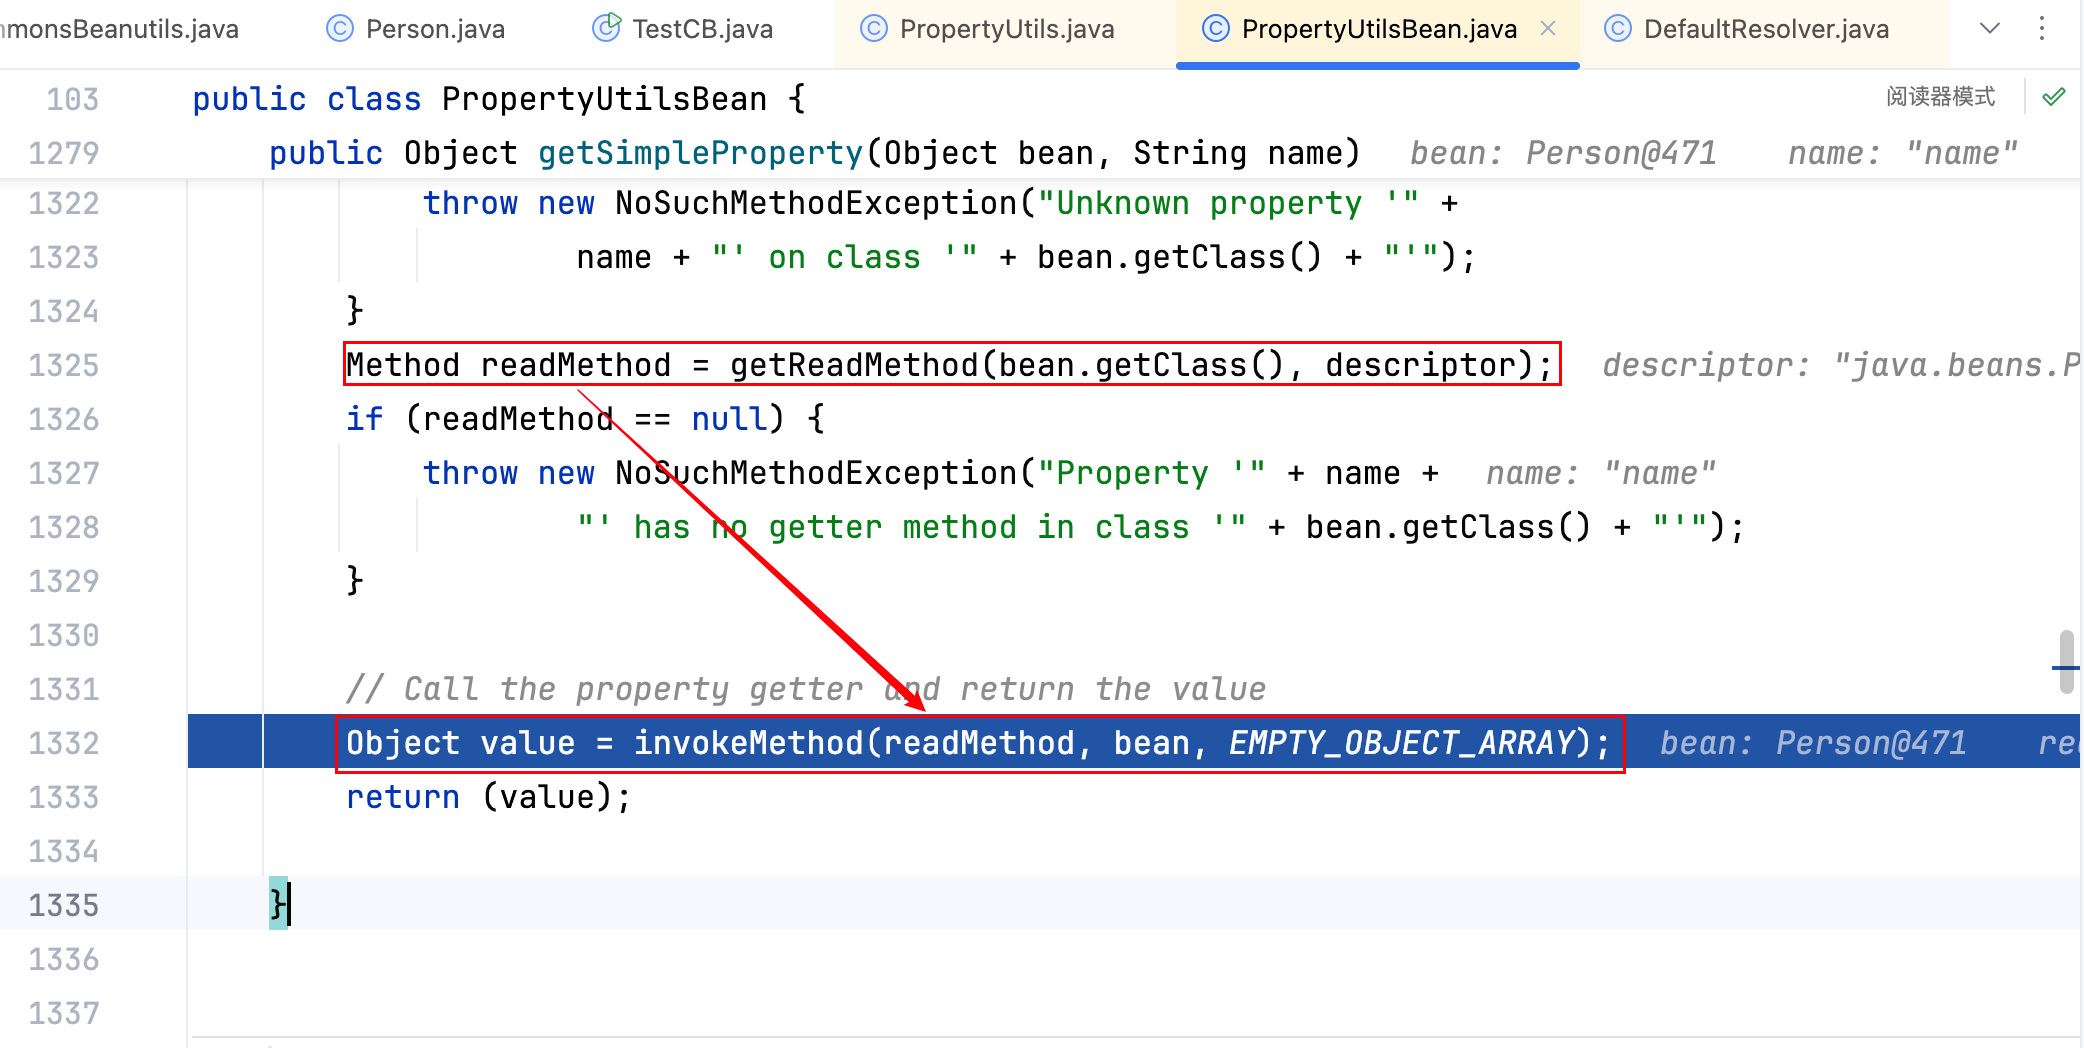 mmonsBeanutils.java Person.java TestCB.java PropertyUtils.java PropertyUtilsBean.java DefaultResolver.java
103 public class PropertyUtilsBean { 阅读器模式
1279 public Object getSimpleProperty(Object bean, String name) bean: Person@471 name: "name"
1322 throw new NoSuchMethodException("Unknown property '" +
1323 name + "' on class '" + bean.getClass() + "'");
1324 }
1325 Method readMethod = getReadMethod(bean.getClass(), descriptor); descriptor: "java.beans.P
1326 if (readMethod == null) {
1327 throw new NoSuchMethodException("Property '" + name + name: "name"
1328 "' has no getter method in class '" + bean.getClass() + "'");
1329 }
1330
1331 // Call the property getter and return the value
1332 Object value = invokeMethod(readMethod, bean, EMPTY_OBJECT_ARRAY); bean: Person@471 re
1333 return (value);
1334
1335 }
1336
1337